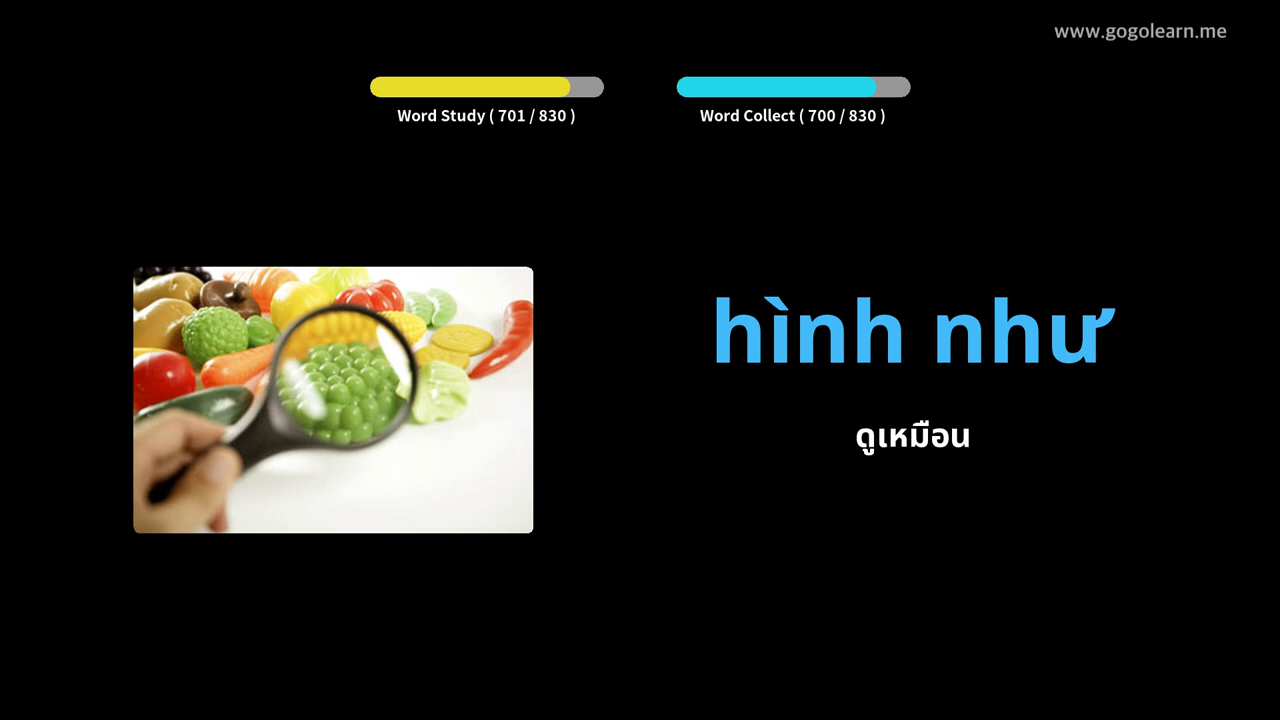 www.gogolearn.me
Word Study ( 701 / 830 )
Word Collect ( 700 / 830 )
hình như
ดูเหมือน